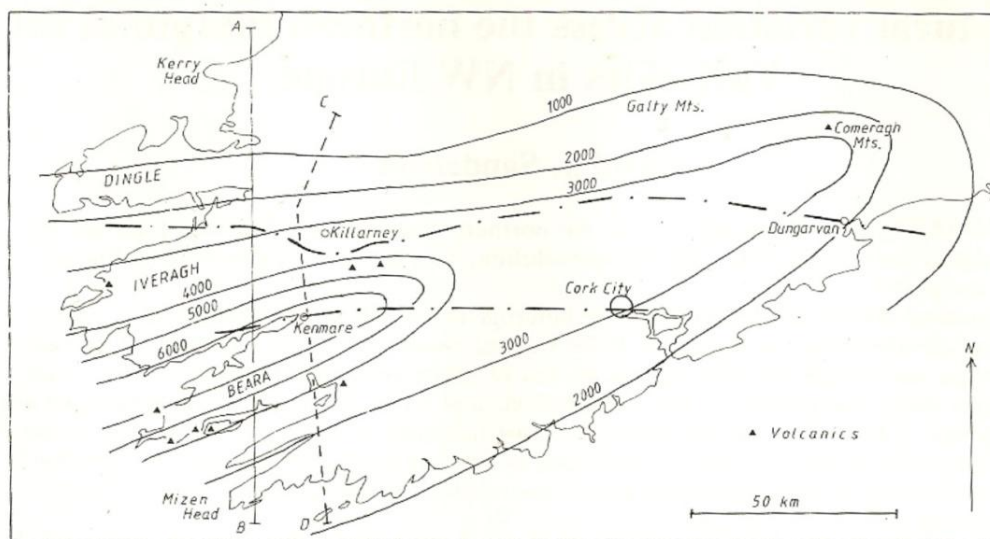 A
Kerry
Head
C
1000
Galty Mts.
Comeragh
Mts.
2000
DINGLE
3000
Killarney
Dungarvan
IVERAGH
4000
5000
Cork City
Kenmare
6000
3000
BEARA
2000
N
▲ Volcanics
Mizen
Head
B
D
50 km